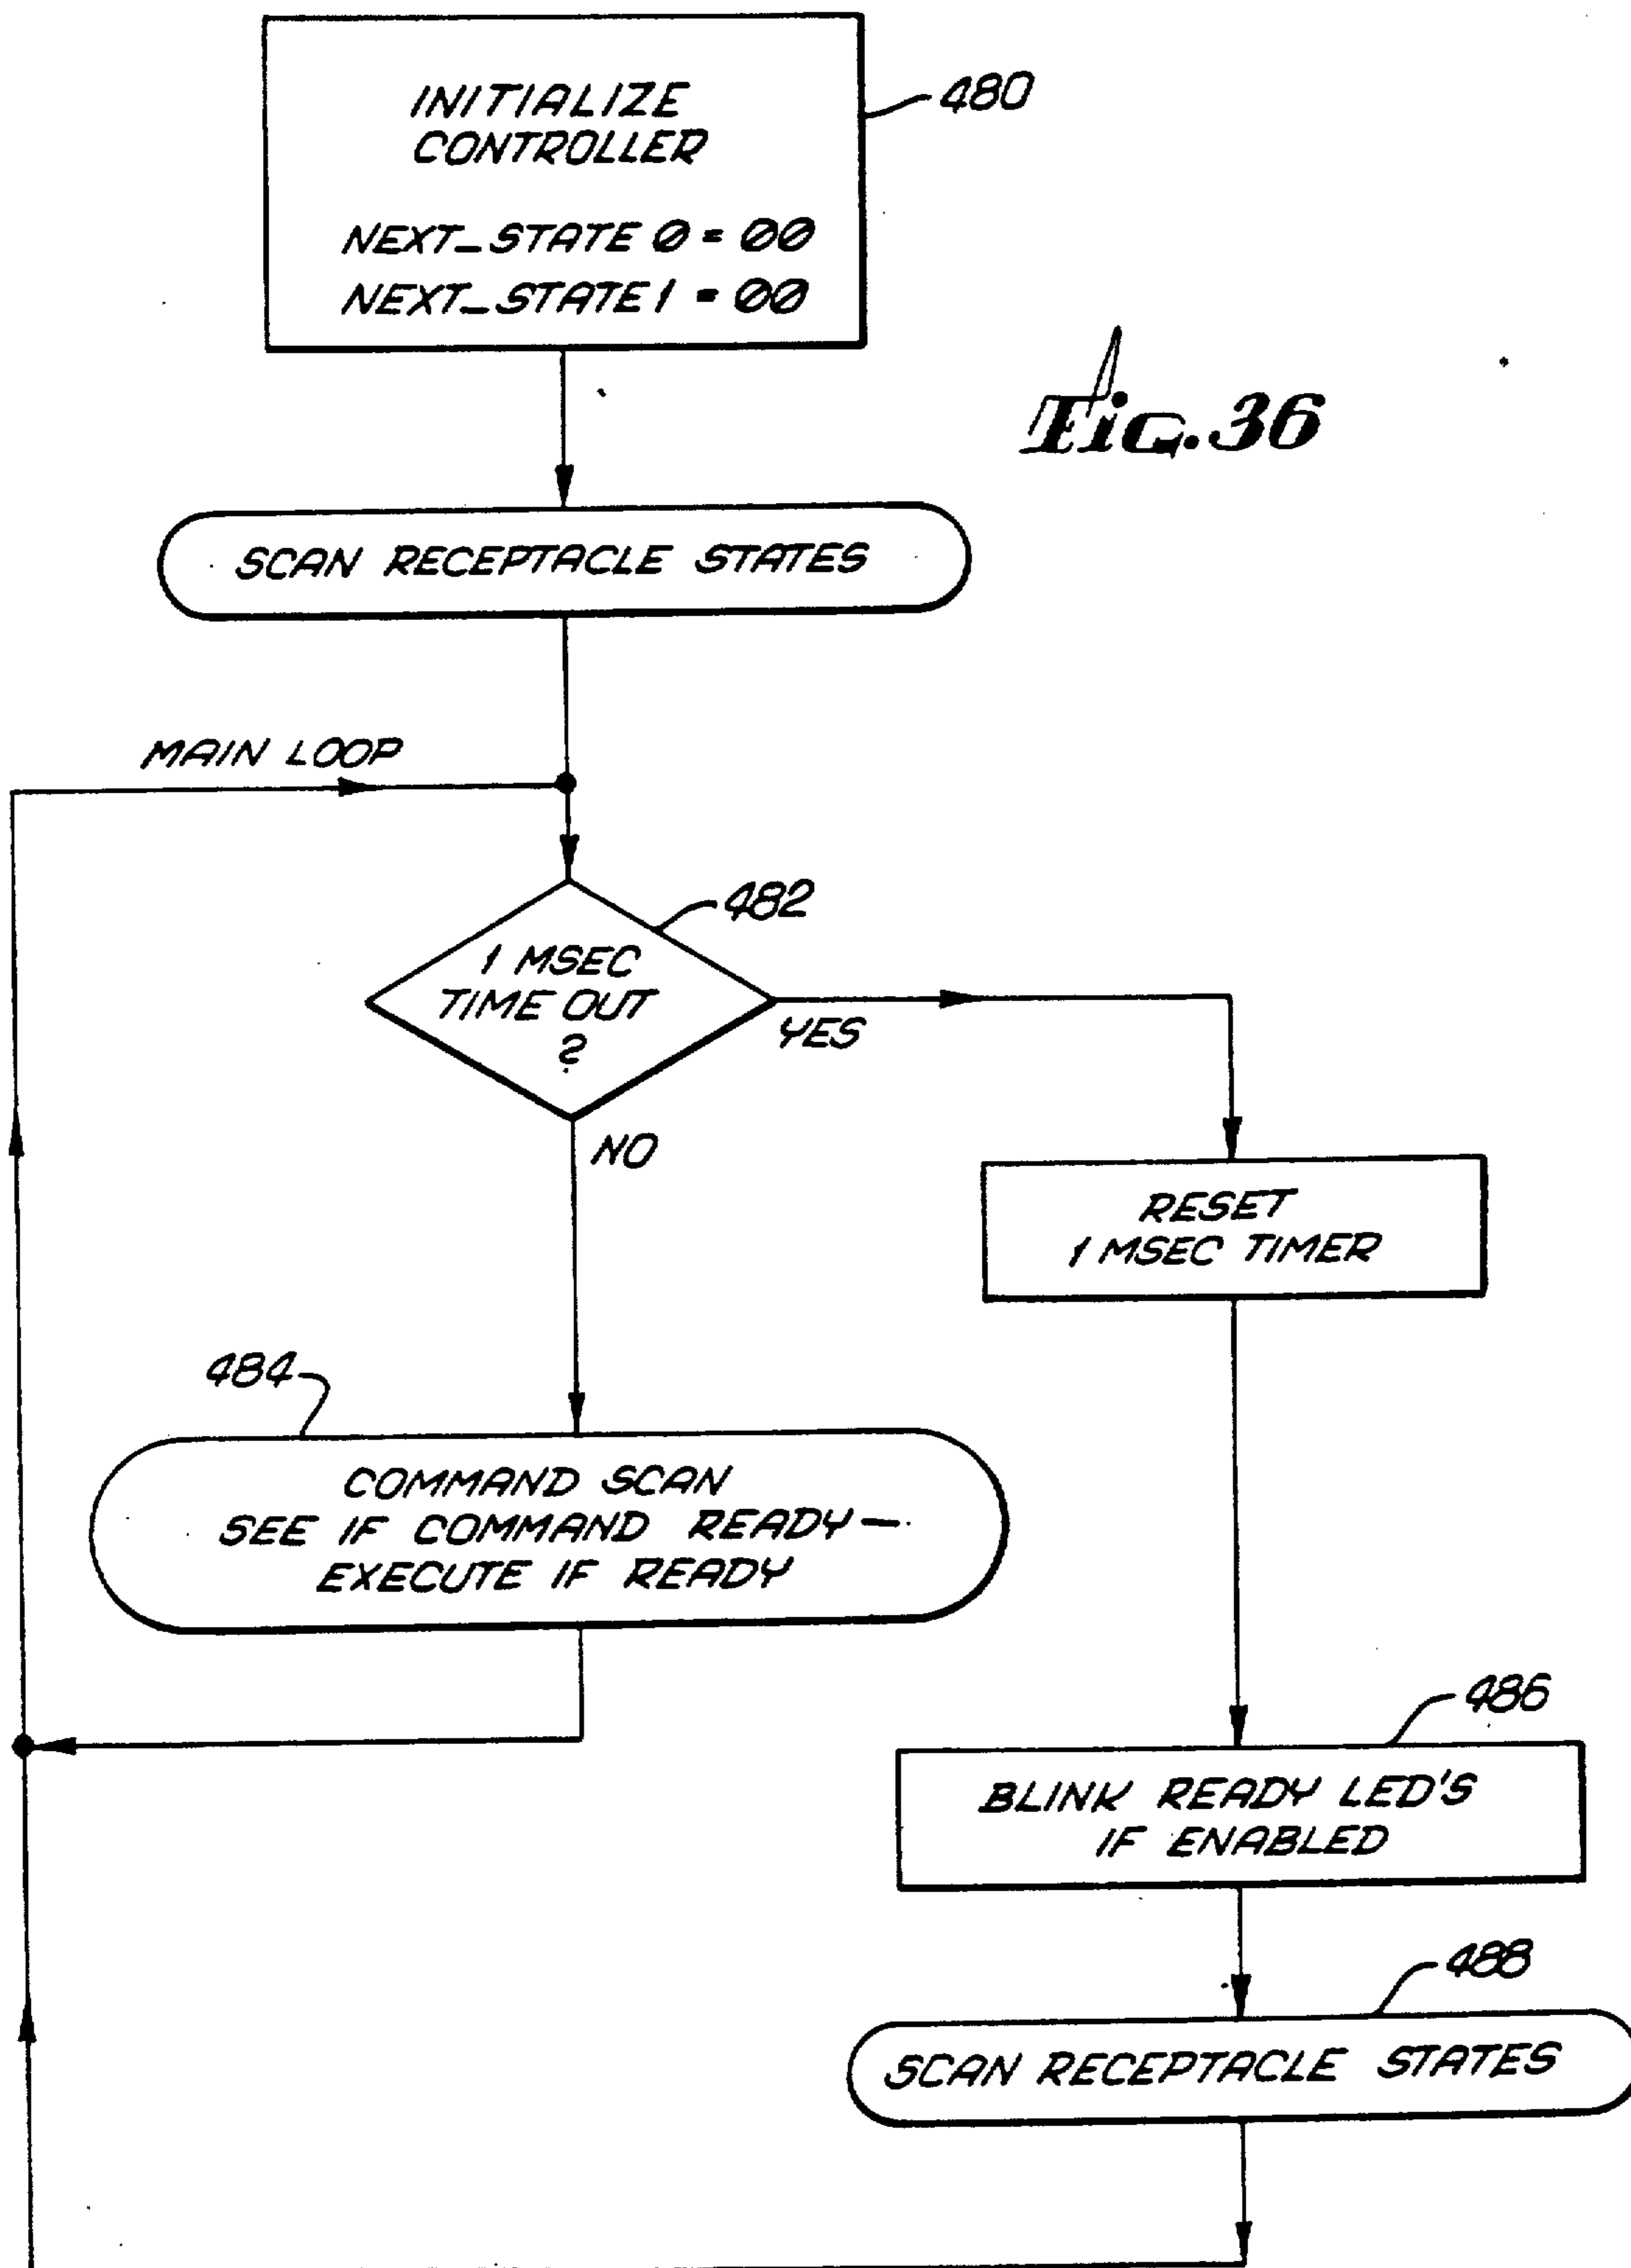 INITIALIZE
CONTROLLER
NEXT_STATE 0 = 00
NEXT_STATE 1 = 00
480
Fig. 36
SCAN RECEPTACLE STATES
MAIN LOOP
482
1 MSEC
TIME OUT
?
YES
NO
RESET
1 MSEC TIMER
484
COMMAND SCAN
SEE IF COMMAND READY —
EXECUTE IF READY
486
BLINK READY LED'S
IF ENABLED
488
SCAN RECEPTACLE STATES